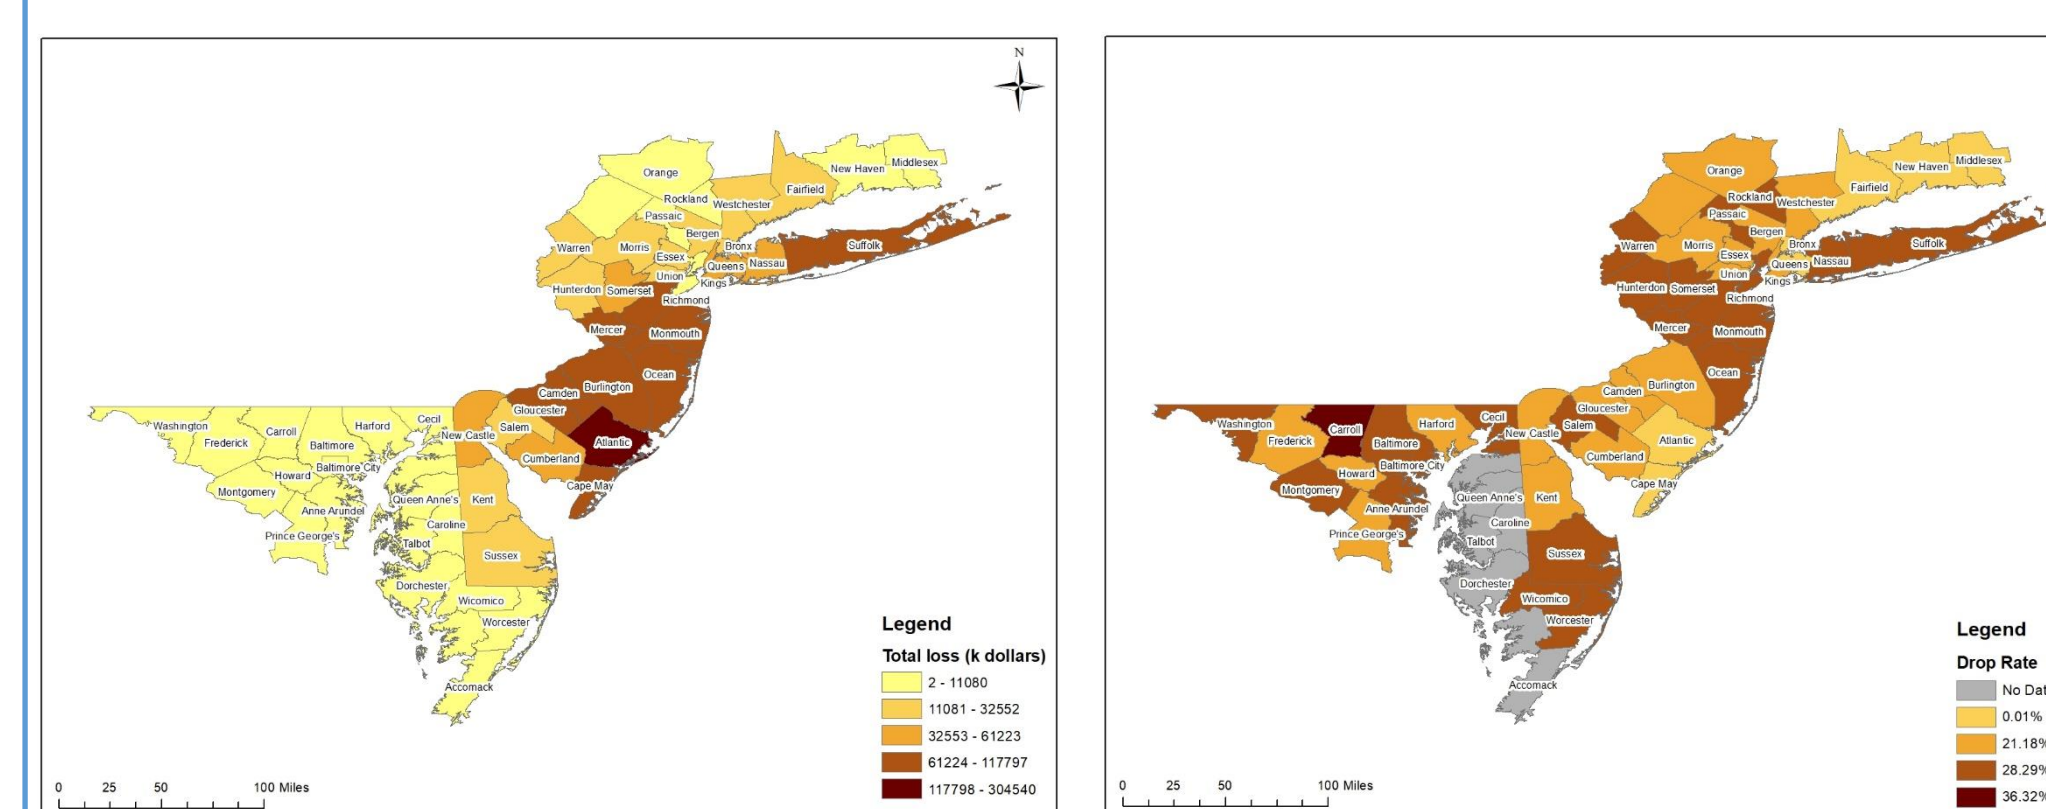 N
Orange
New Haven
Middlesex
Fairfield
Rockland
Westchester
Passaic
Bergen
Warren
Morris
Bronx
Suffolk
Essex
Queens
Nassau
Union
Kings
Hunterdon
Somerset
Richmond
Mercer
Monmouth
Ocean
Burlington
Camden
Gloucester
Cecil
Salem
New Castle
Atlantic
Cumberland
Washington
Harford
Carroll
Frederick
Baltimore
Baltimore City
Howard
Cape May
Montgomery
Queen Anne's
Kent
Anne Arundel
Caroline
Prince George's
Talbot
Sussex
Dorchester
Wicomico
Worcester
Accomack
Legend
Total loss (k dollars)
2 - 11080
11081 - 32552
32553 - 61223
61224 - 117797
117798 - 304540
0 25 50 100 Miles
Orange
New Haven
Middlesex
Fairfield
Rockland
Westchester
Passaic
Bergen
Warren
Morris
Bronx
Suffolk
Essex
Queens
Nassau
Union
Kings
Hunterdon
Somerset
Richmond
Mercer
Monmouth
Ocean
Burlington
Camden
Gloucester
Cecil
Salem
New Castle
Atlantic
Cumberland
Washington
Harford
Carroll
Frederick
Baltimore
Baltimore City
Howard
Cape May
Montgomery
Queen Anne's
Kent
Anne Arundel
Caroline
Prince George's
Talbot
Sussex
Dorchester
Wicomico
Worcester
Accomack
Legend
Drop Rate
No Dat
0.01%
21.18%
28.29%
36.32%
0 25 50 100 Miles